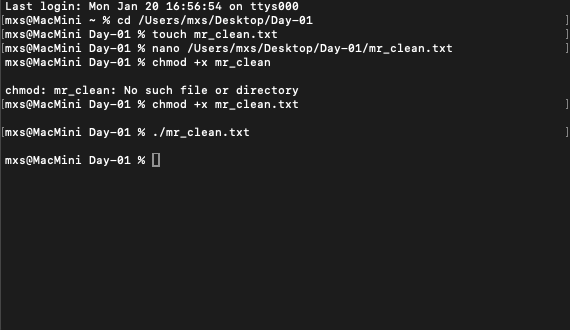 Last login: Mon Jan 20 16:56:54 on ttys000
[mxs@MacMini ~ % cd /Users/mxs/Desktop/Day-01 ]
[mxs@MacMini Day-01 % touch mr_clean.txt ]
[mxs@MacMini Day-01 % nano /Users/mxs/Desktop/Day-01/mr_clean.txt ]
mxs@MacMini Day-01 % chmod +x mr_clean
chmod: mr_clean: No such file or directory
[mxs@MacMini Day-01 % chmod +x mr_clean.txt ]
[mxs@MacMini Day-01 % ./mr_clean.txt ]
mxs@MacMini Day-01 %